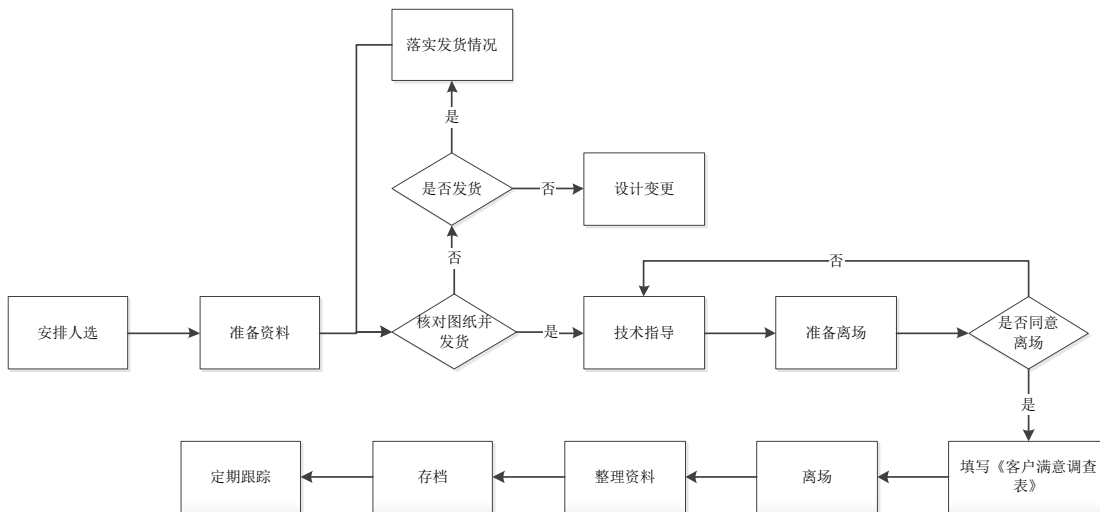 落实发货情况
是
是否发货
否
设计变更
否
否
安排人选
准备资料
核对图纸并
发货
是
技术指导
准备离场
是否同意
离场
是
定期跟踪
存档
整理资料
离场
填写《客户满意调查
表》